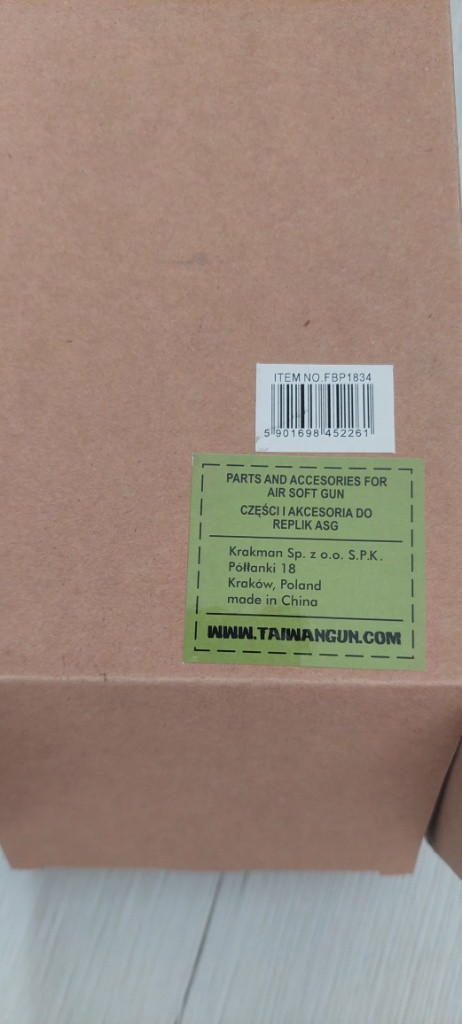 ITEM NO.FBP1834
5 901698 452261
PARTS AND ACCESORIES FOR
AIR SOFT GUN
CZĘŚCI I AKCESORIA DO
REPLIK ASG
Krakman Sp. z o.o. S.P.K.
Półłanki 18
Kraków, Poland
made in China
WWW.TAIWANGUN.COM